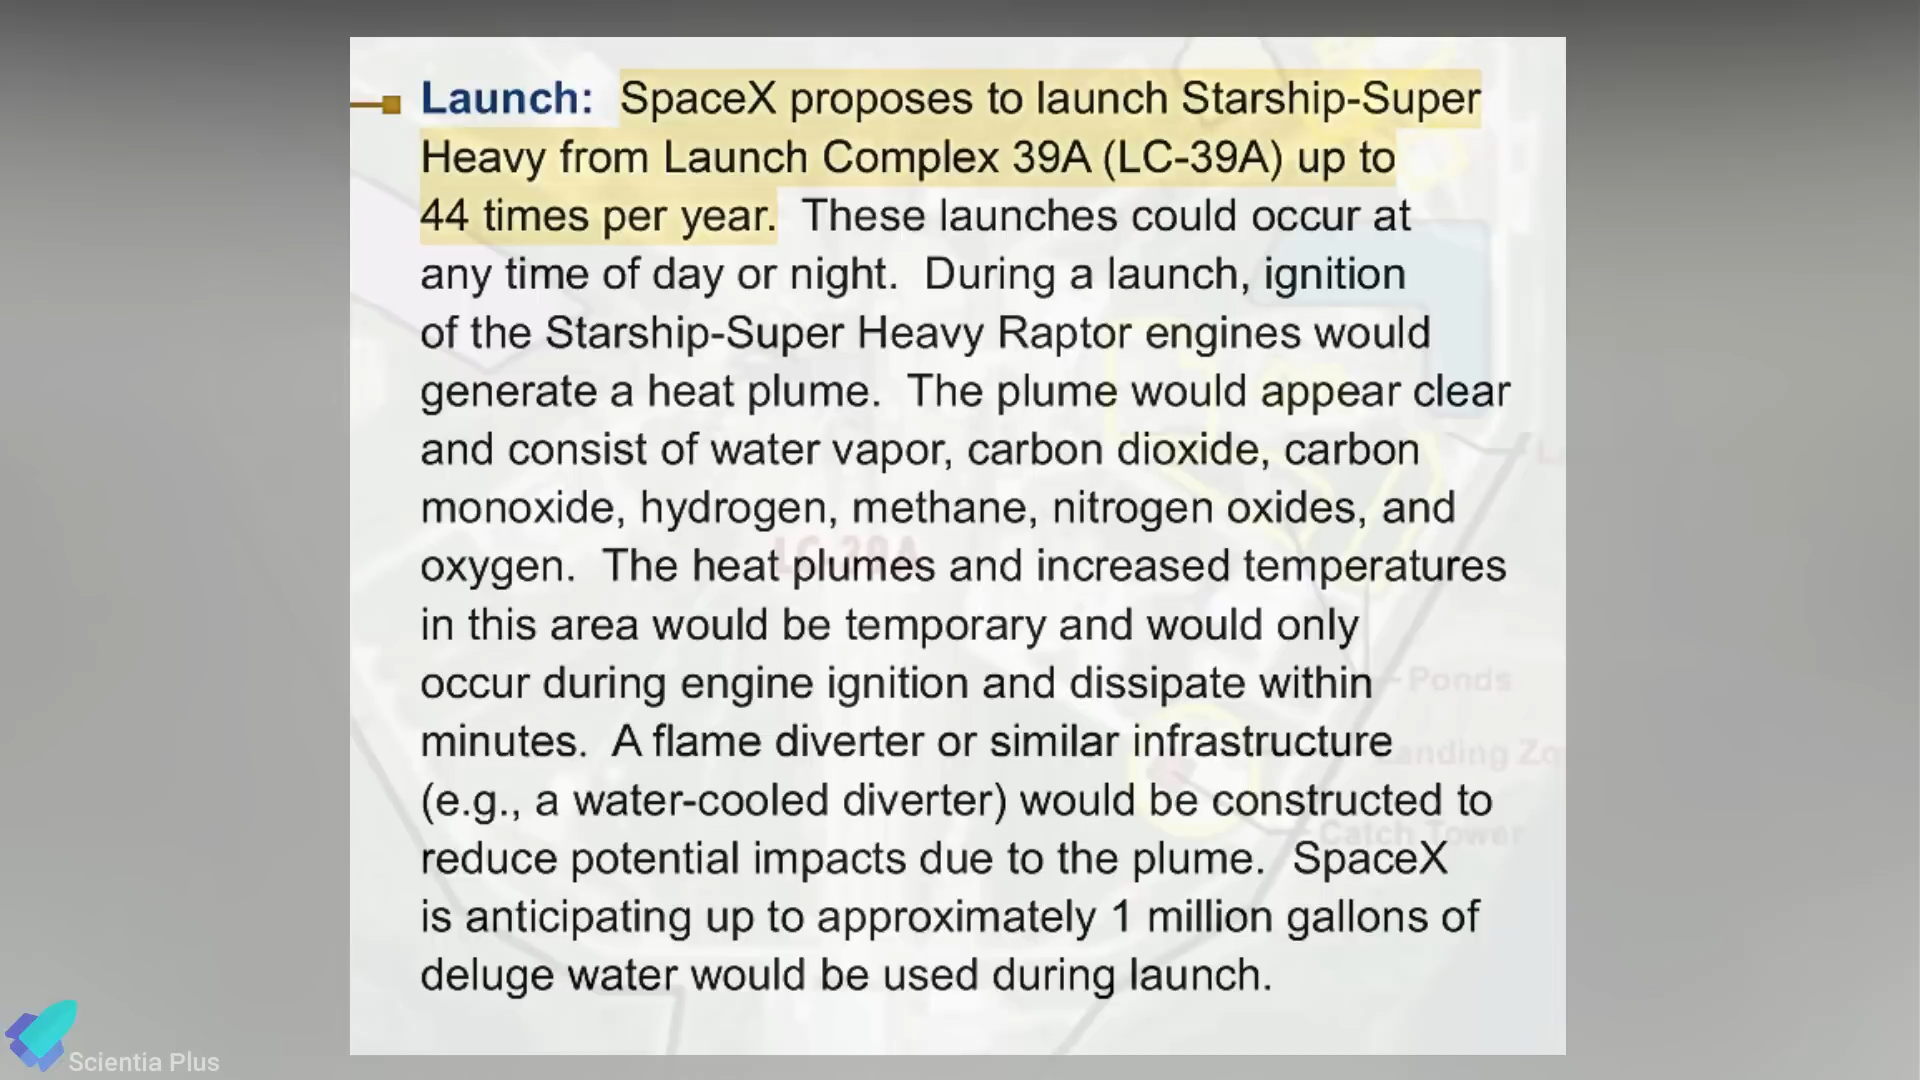 Launch: SpaceX proposes to launch Starship-Super
Heavy from Launch Complex 39A (LC-39A) up to
44 times per year. These launches could occur at
any time of day or night. During a launch, ignition
of the Starship-Super Heavy Raptor engines would
generate a heat plume. The plume would appear clear
and consist of water vapor, carbon dioxide, carbon
monoxide, hydrogen, methane, nitrogen oxides, and
oxygen. The heat plumes and increased temperatures
in this area would be temporary and would only
occur during engine ignition and dissipate within
minutes. A flame diverter or similar infrastructure
(e.g., a water-cooled diverter) would be constructed to
reduce potential impacts due to the plume. SpaceX
is anticipating up to approximately 1 million gallons of
deluge water would be used during launch.
LC-39A
Ponds
Landing
Catch Tower
Scientia Plus